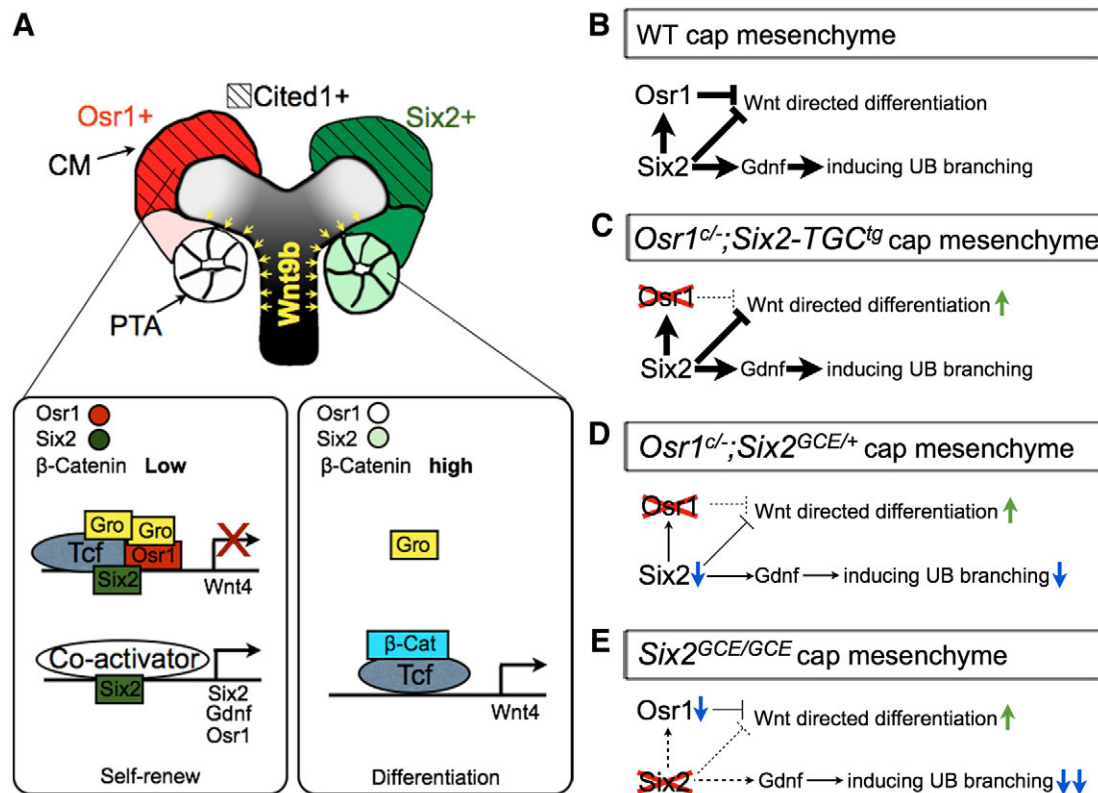 A
Cited1+
Osr1+
Six2+
CM
Wnt9b
PTA
Osr1
Six2
β-Catenin Low
Gro
Gro
Tcf
Osr1
Six2
Wnt4
Co-activator
Six2
Six2
Gdnf
Osr1
Self-renew
Osr1
Six2
β-Catenin high
Gro
β-Cat
Tcf
Wnt4
Differentiation
B WT cap mesenchyme
Osr1 Wnt directed differentiation
Six2 Gdnf inducing UB branching
C Osr1c/-;Six2-TGCtg cap mesenchyme
Osr1 Wnt directed differentiation
Six2 Gdnf inducing UB branching
D Osr1c/-;Six2GCE/+ cap mesenchyme
Osr1 Wnt directed differentiation
Six2 Gdnf inducing UB branching
E Six2GCE/GCE cap mesenchyme
Osr1 Wnt directed differentiation
Six2 Gdnf inducing UB branching